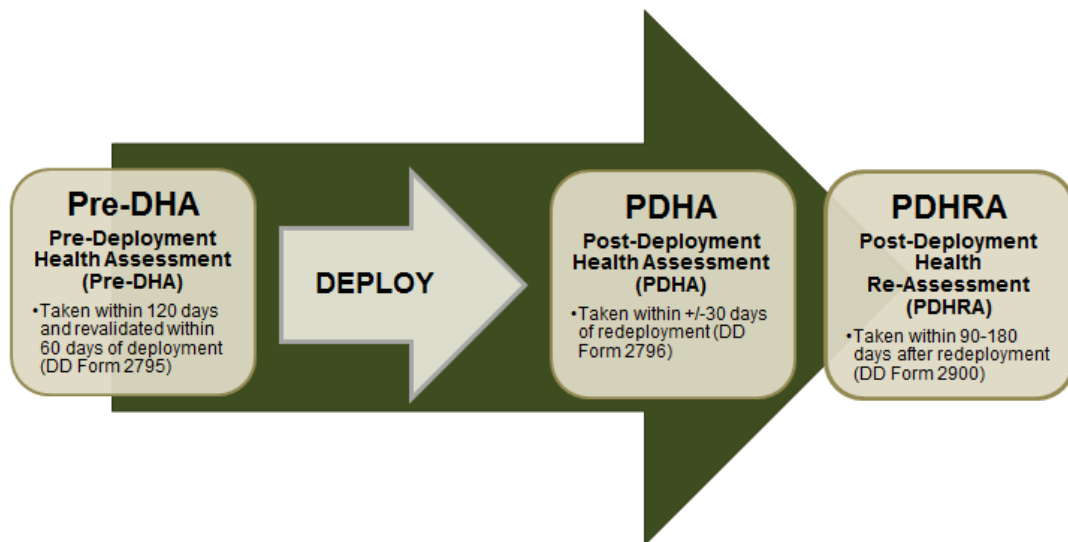 Pre-DHA
Pre-Deployment
Health Assessment
(Pre-DHA)
•Taken within 120 days
and revalidated within
60 days of deployment
(DD Form 2795)
DEPLOY
PDHA
Post-Deployment
Health Assessment
(PDHA)
•Taken within +/-30 days
of redeployment (DD
Form 2796)
PDHRA
Post-Deployment
Health
Re-Assessment
(PDHRA)
•Taken within 90-180
days after redeployment
(DD Form 2900)